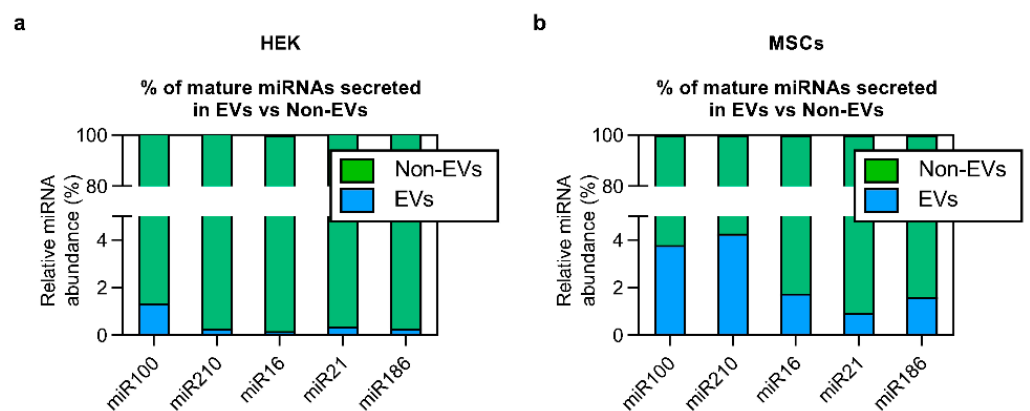 a
HEK
% of mature miRNAs secreted
in EVs vs Non-EVs
Relative miRNA
abundance (%)
100
80
4
2
0
Non-EVs
EVs
miR100
miR210
miR16
miR21
miR186
b
MSCs
% of mature miRNAs secreted
in EVs vs Non-EVs
Relative miRNA
abundance (%)
100
80
4
2
0
Non-EVs
EVs
miR100
miR210
miR16
miR21
miR186